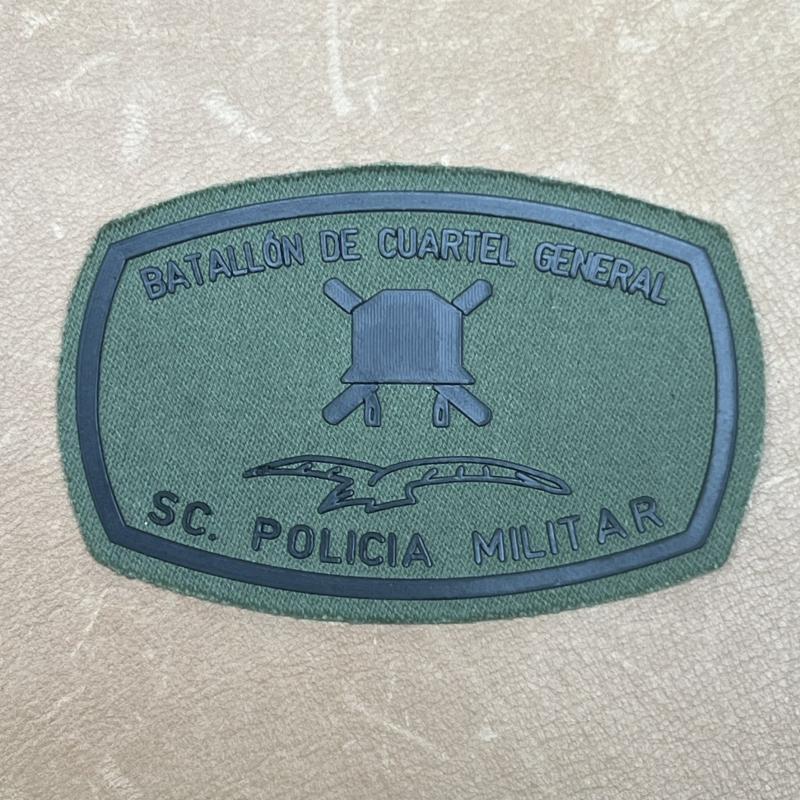 BATALLÓN DE CUARTEL GENERAL
SC. POLICIA MILITAR